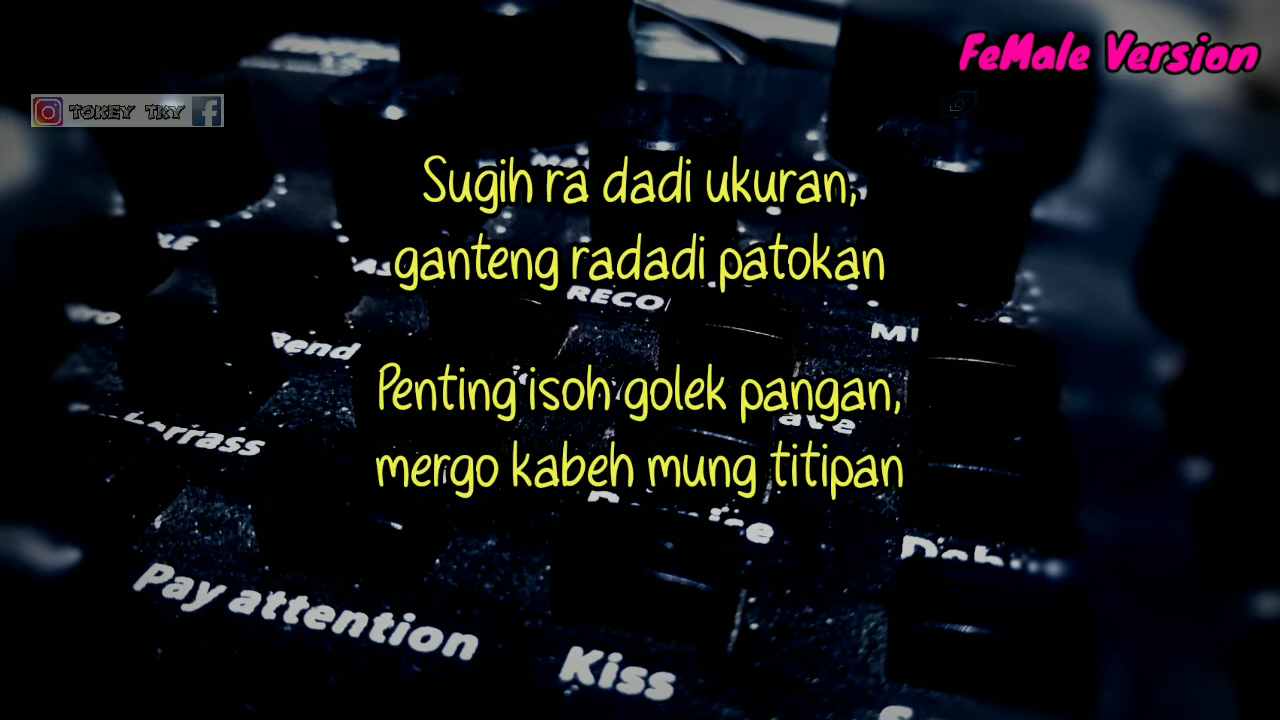 FeMale Version
TOKEY TKY
Sugih ra dadi ukuran,
ganteng radadi patokan
RECO
Bend
Penting isoh golek pangan,
mergo kabeh mung titipan
Pay attention
Kiss